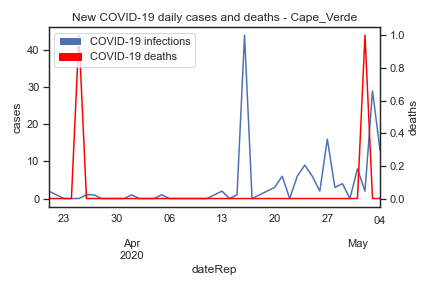 New COVID-19 daily cases and deaths - Cape_Verde
COVID-19 infections
COVID-19 deaths
cases
40
30
20
10
0
deaths
1.0
0.8
0.6
0.4
0.2
0.0
23 30 06 13 20 27 04
Apr May
2020
dateRep